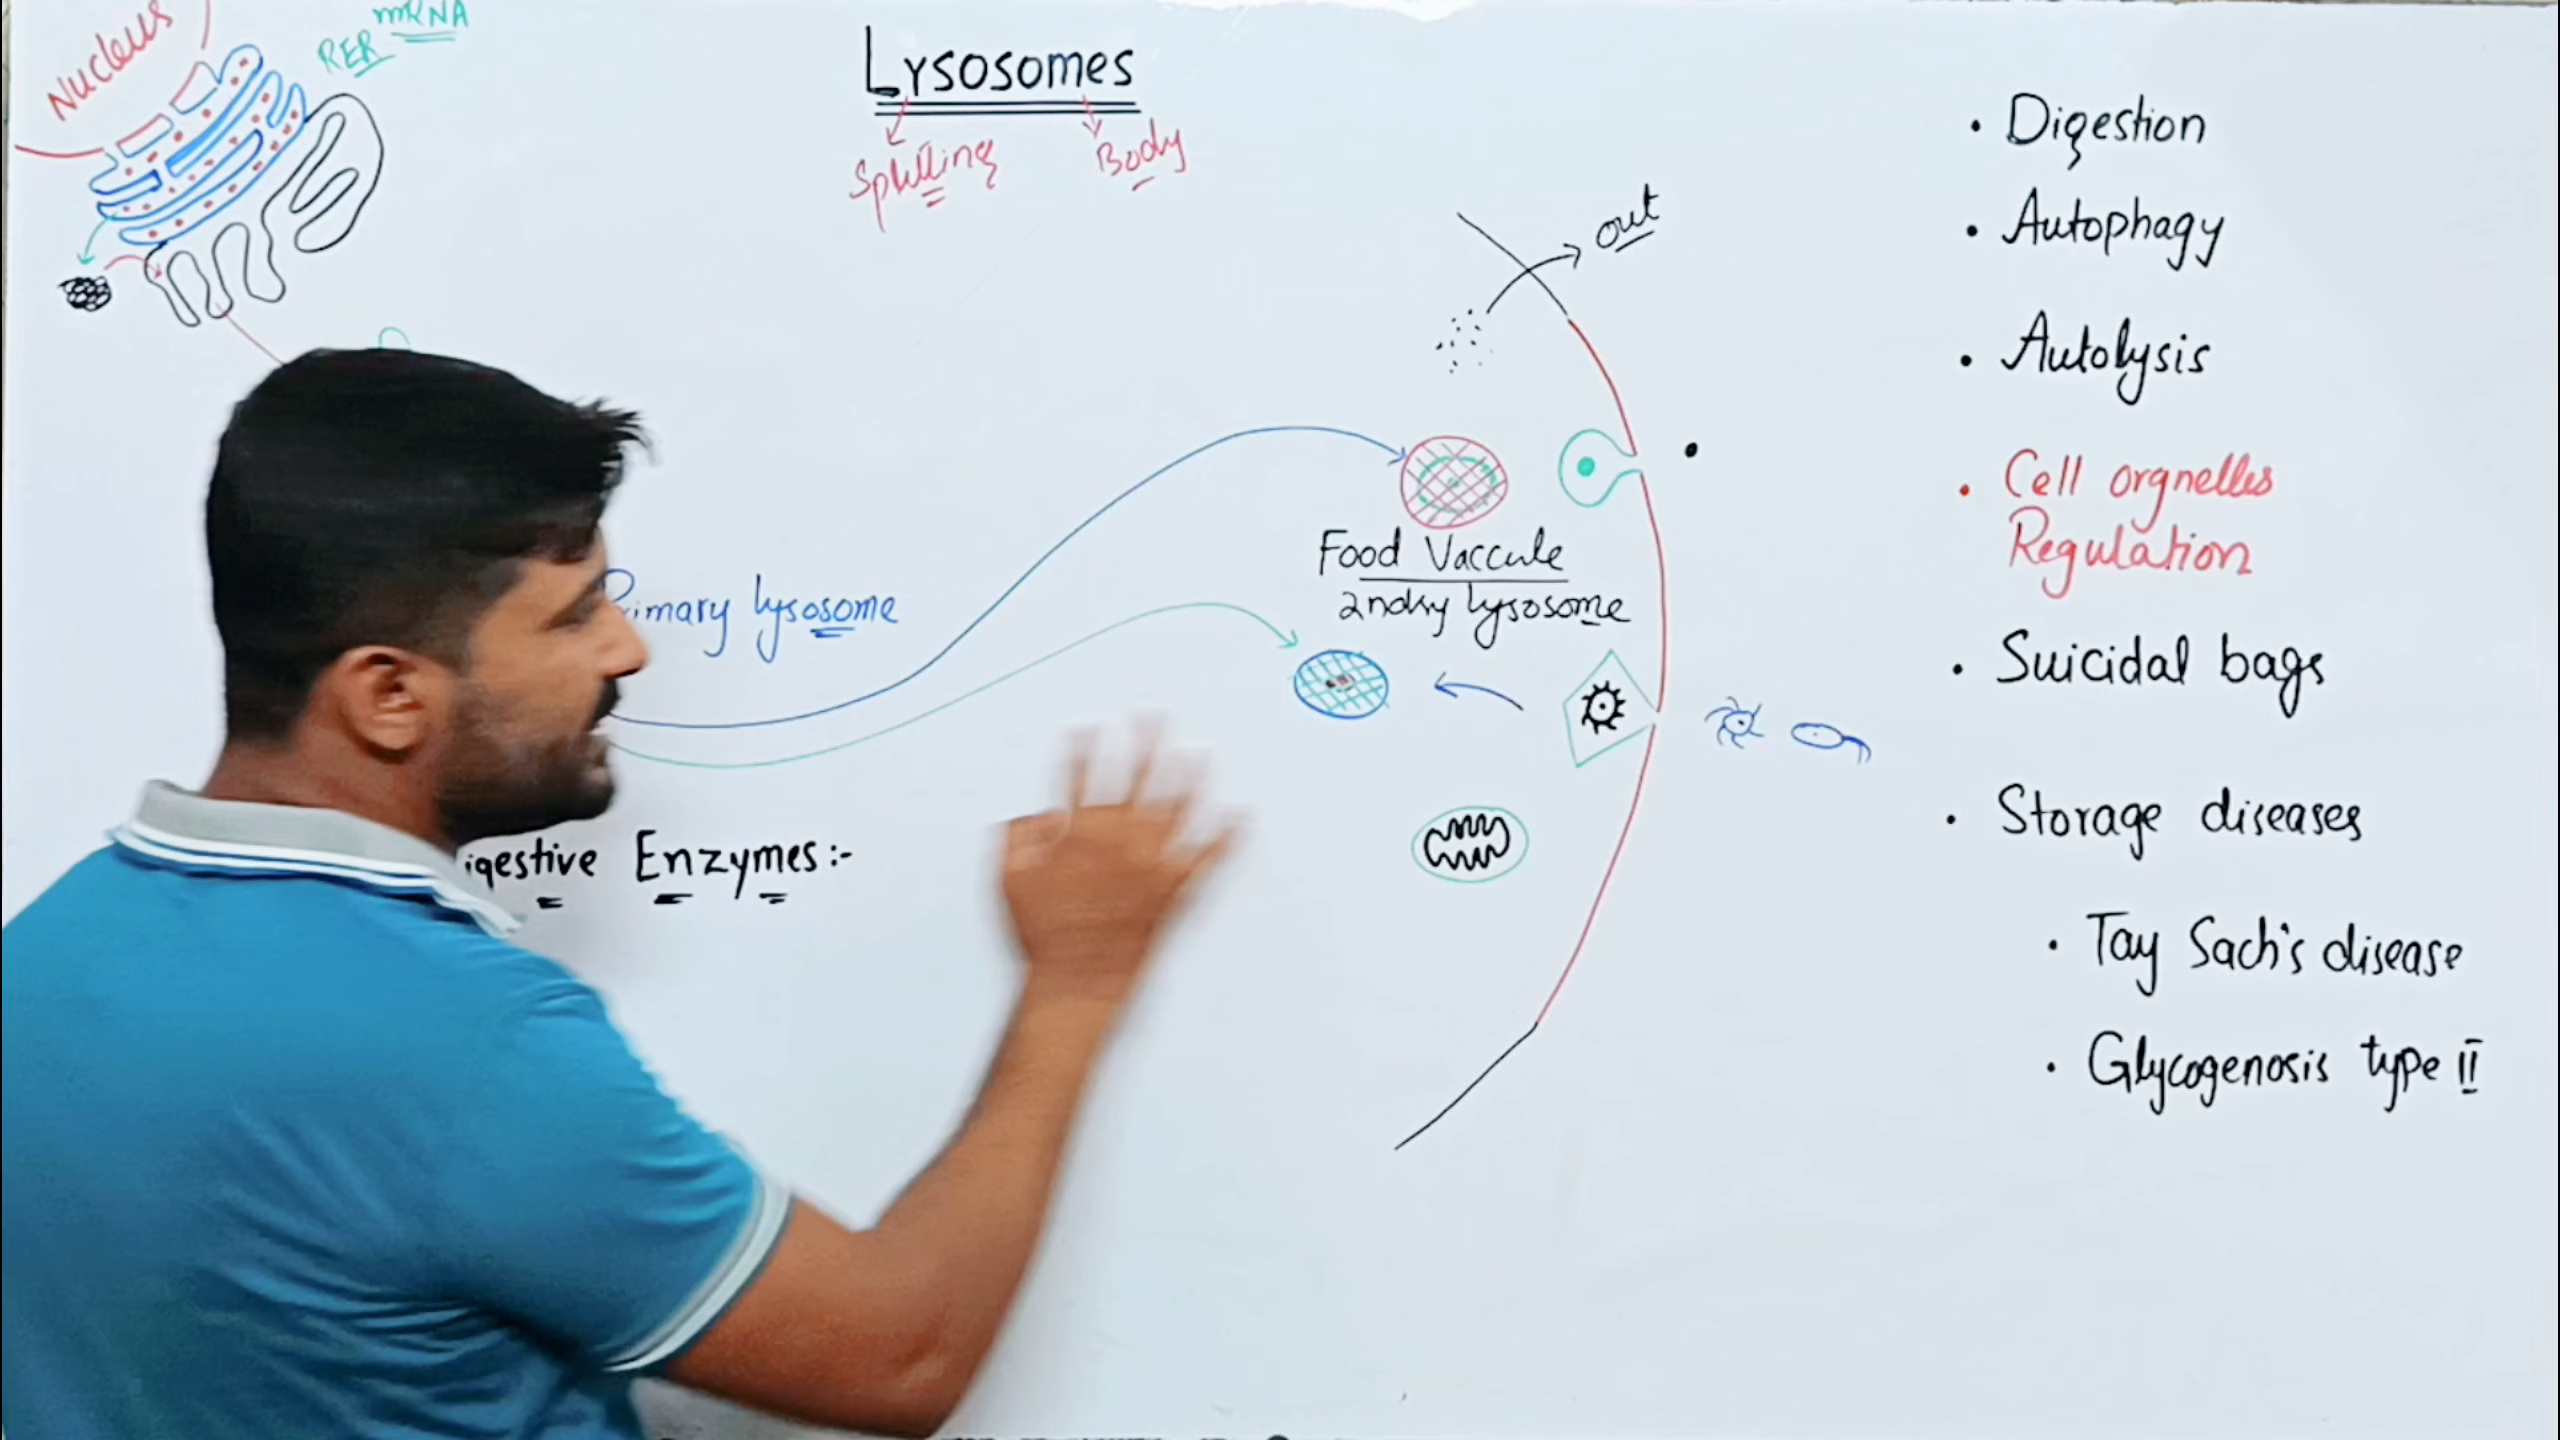 Nucleus
RER
mRNA
Lysosomes
Splitting
Body
out
Primary lysosome
Food Vaccule
2ndry lysosome
igestive Enzymes:-
• Digestion
• Autophagy
• Autolysis
• Cell orgnelles
Regulation
• Suicidal bags
• Storage diseases
• Tay Sach's disease
• Glycogenosis type II